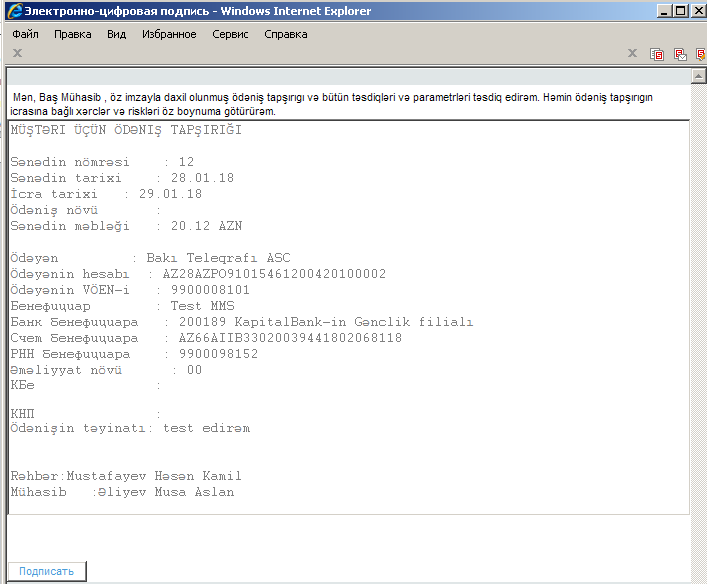 Электронно-цифровая подпись - Windows Internet Explorer
Файл Правка Вид Избранное Сервис Справка
Mən, Baş Mühasib , öz imzayla daxil olunmuş ödəniş tapşırıgı və bütün təsdiqləri və parametrləri təsdiq edirəm. Həmin ödəniş tapşırıgın
icrasına bağlı xərclər və riskləri öz boynuma götürürəm.
MÜŞTƏRI ÜÇÜN ÖDƏNIŞ TAPŞIRIĞI
Sənədin nömrəsi : 12
Sənədin tarixi : 28.01.18
İcra tarixi : 29.01.18
Ödəniş növü :
Sənədin məbləği : 20.12 AZN
Ödəyən : Bakı Teleqrafı ASC
Ödəyənin hesabı : AZ28AZPO91015461200420100002
Ödəyənin VÖEN-i : 9900008101
Бенефициар : Test MMS
Банк Бенефициара : 200189 KapitalBank-in Gənclik filialı
Счет Бенефициара : AZ66AIIB33020039441802068118
РНН Бенефициара : 9900098152
Əməliyyat növü : 00
КБе :
КНП :
Ödənişin təyinatı: test edirəm
Rəhbər:Mustafayev Həsən Kamil
Mühasib :Əliyev Musa Aslan
Подписать